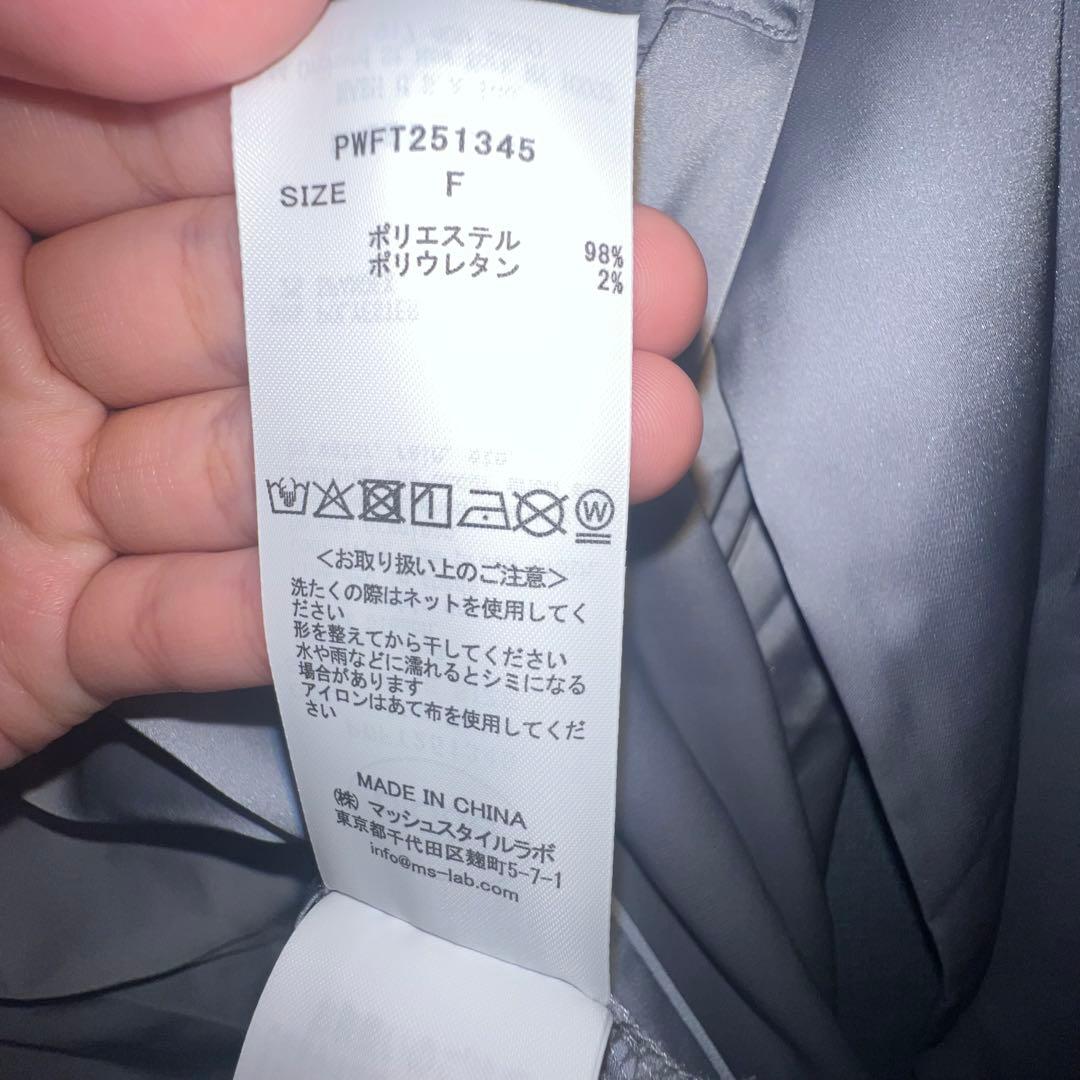 PWFT251345
SIZE F
ポリエステル 98%
ポリウレタン 2%
W
<お取り扱い上のご注意>
洗たくの際はネットを使用してく
ださい
形を整えてから干してください
水や雨などに濡れるとシミになる
場合があります
アイロンはあて布を使用してくだ
さい
MADE IN CHINA
(株)マッシュスタイルラボ
東京都千代田区麹町5-7-1
info@ms-lab.com